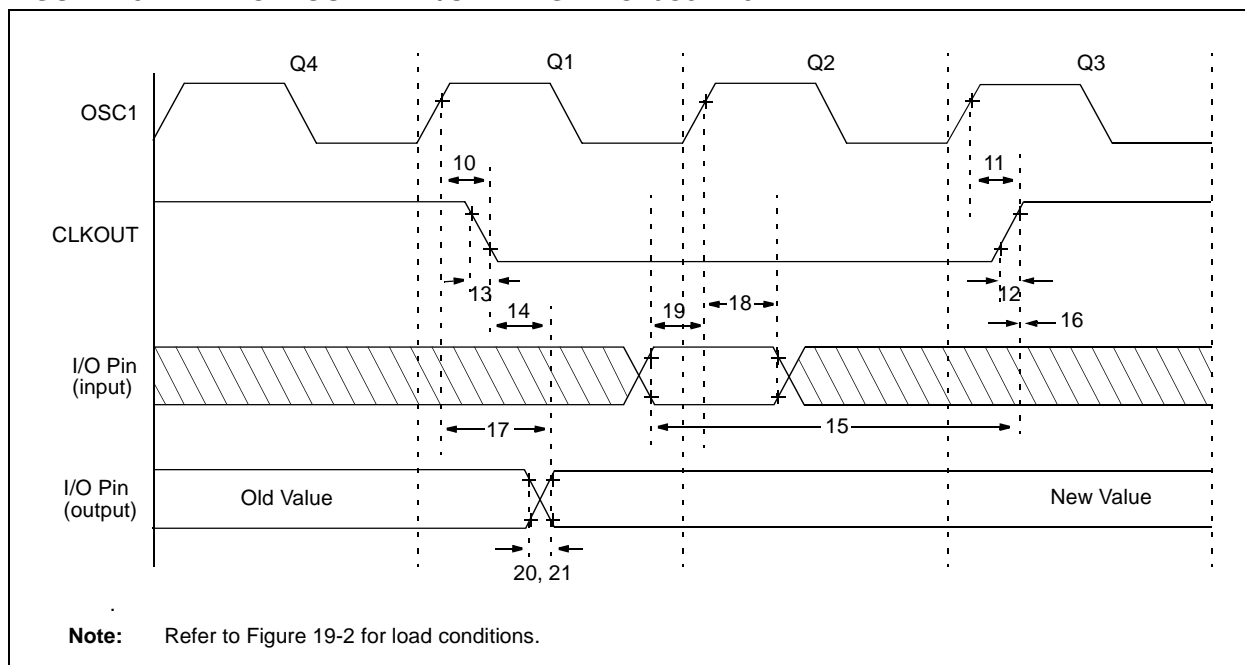 Q4 Q1 Q2 Q3
OSC1
10 11
CLKOUT
13 12
14 19 18 16
I/O Pin
(input)
17 15
I/O Pin
(output)
Old Value New Value
20, 21
.
Note: Refer to Figure 19-2 for load conditions.